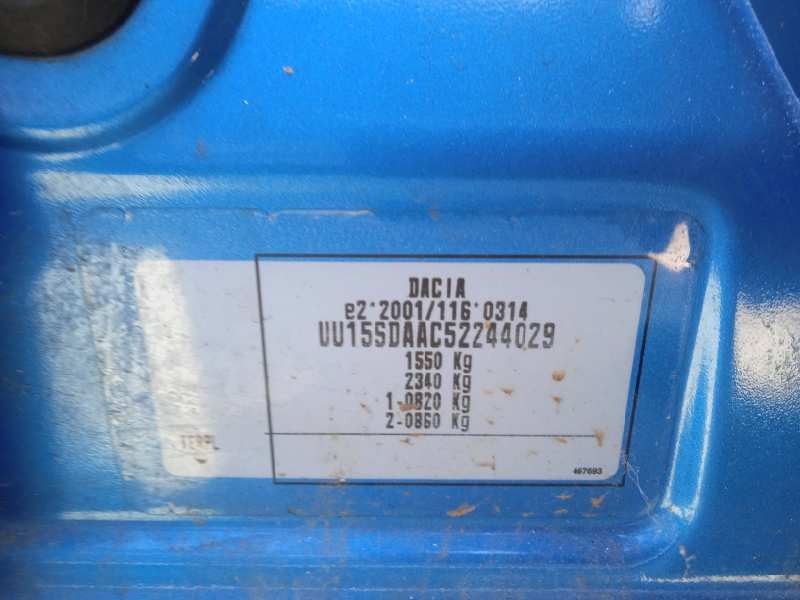 DACIA
e2*2001/116*0314
UU15SDAAC52244029
1550 Kg
2340 Kg
1-0820 Kg
2-0860 Kg
467693